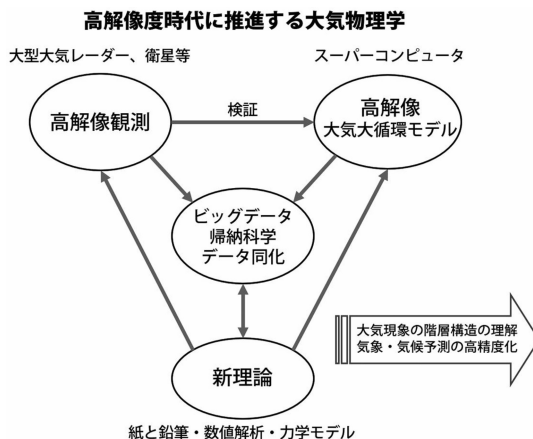 高解像度時代に推進する大気物理学
大型大気レーダー、衛星等
スーパーコンピュータ
高解像観測
検証
高解像
大気大循環モデル
ビッグデータ
帰納科学
データ同化
大気現象の階層構造の理解
気象・気候予測の高精度化
新理論
紙と鉛筆・数値解析・力学モデル